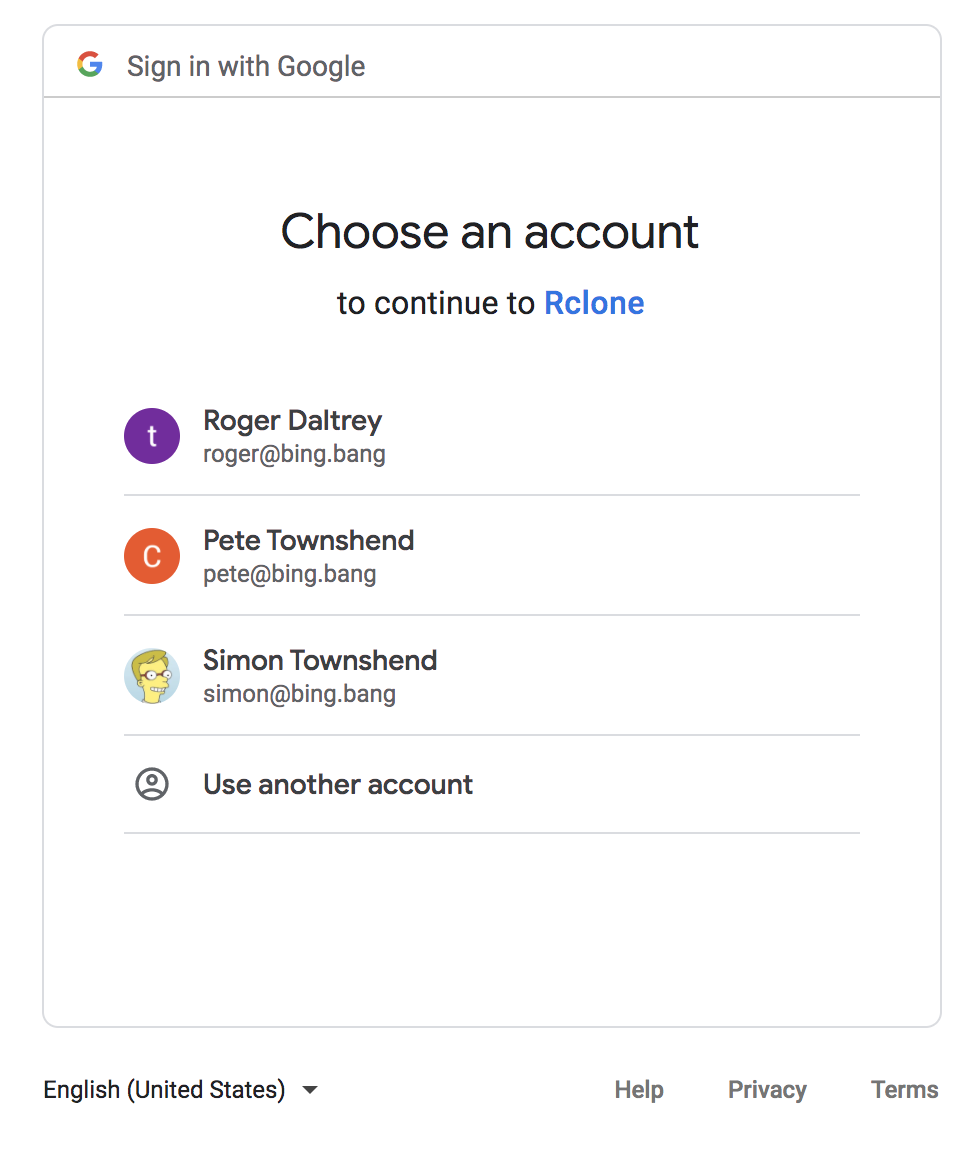 Sign in with Google
Choose an account
to continue to Rclone
t
Roger Daltrey
roger@bing.bang
C
Pete Townshend
pete@bing.bang
Simon Townshend
simon@bing.bang
Use another account
English (United States)
Help Privacy Terms